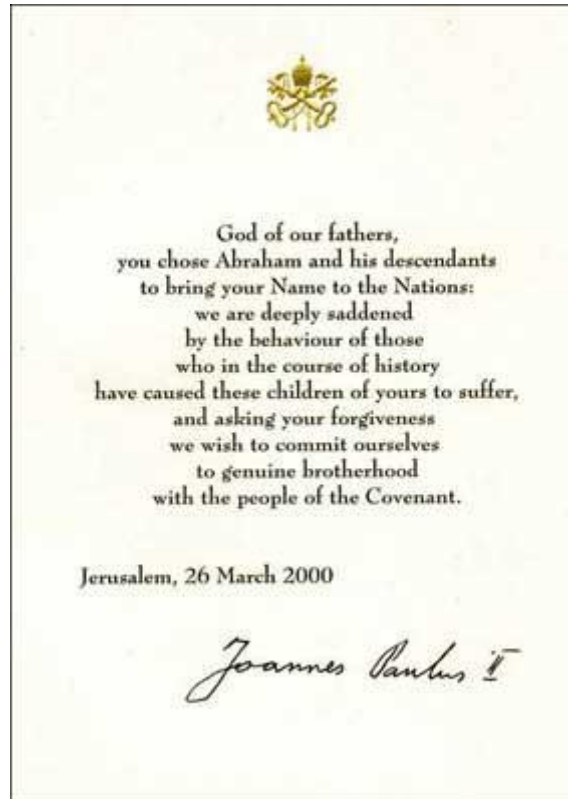 God of our fathers,
you chose Abraham and his descendants
to bring your Name to the Nations:
we are deeply saddened
by the behaviour of those
who in the course of history
have caused these children of yours to suffer,
and asking your forgiveness
we wish to commit ourselves
to genuine brotherhood
with the people of the Covenant.
Jerusalem, 26 March 2000
Joannes Paulus II